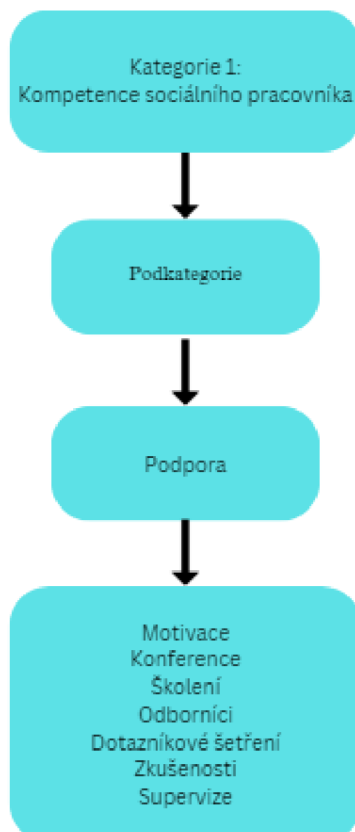 Kategorie 1:
Kompetence sociálního pracovníka
Podkategorie
Podpora
Motivace
Konference
Školení
Odborníci
Dotazníkové šetření
Zkušenosti
Supervize